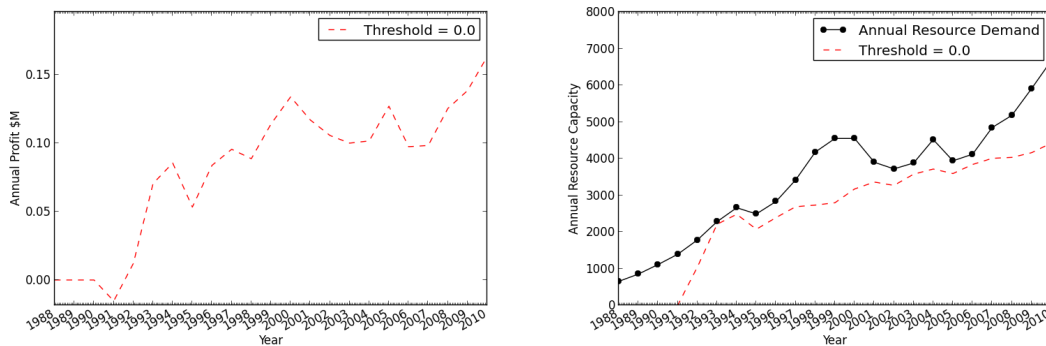 Threshold = 0.0
0.15
0.10
0.05
0.00
Annual Profit $M
1988 1989 1990 1991 1992 1993 1994 1995 1996 1997 1998 1999 2000 2001 2002 2003 2004 2005 2006 2007 2008 2009 2010
Year
8000
7000
6000
5000
4000
3000
2000
1000
0
Annual Resource Capacity
Annual Resource Demand
Threshold = 0.0
1988 1989 1990 1991 1992 1993 1994 1995 1996 1997 1998 1999 2000 2001 2002 2003 2004 2005 2006 2007 2008 2009 2010
Year